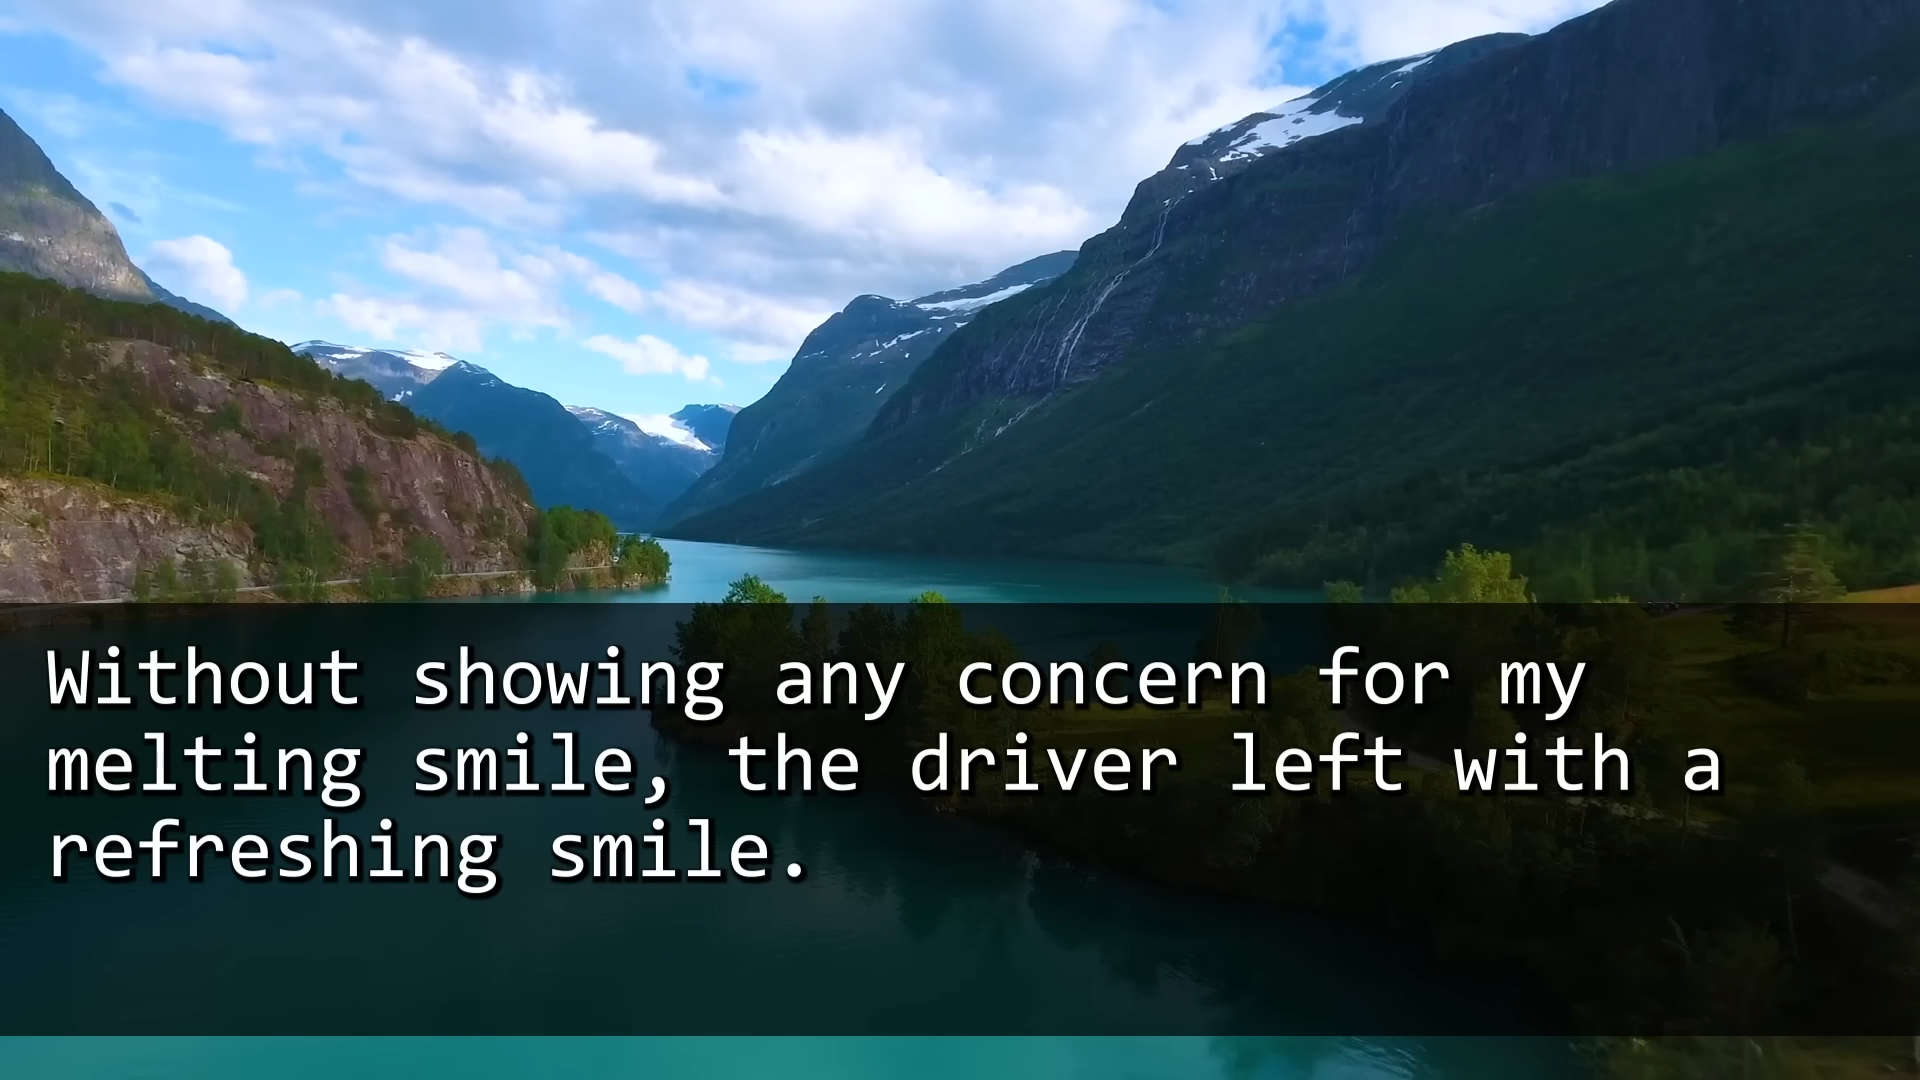 Without showing any concern for my
melting smile, the driver left with a
refreshing smile.